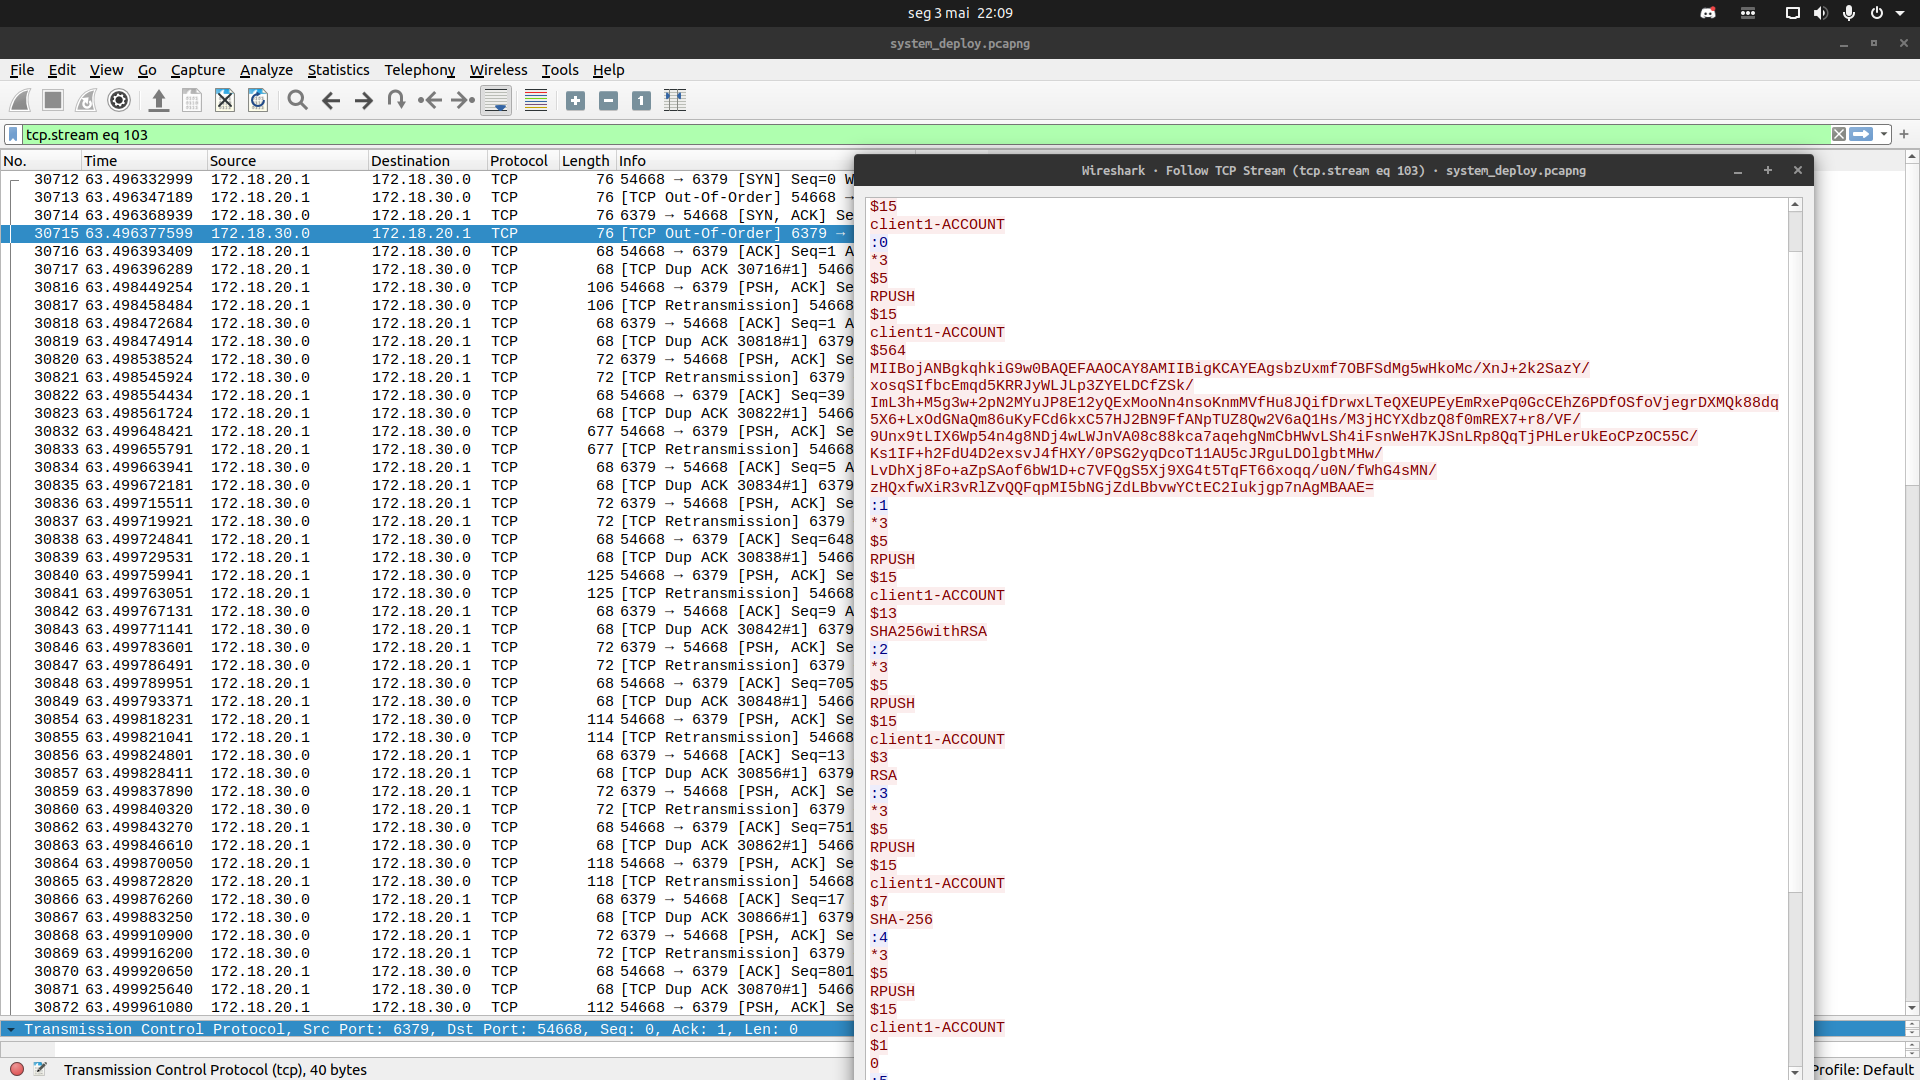 seg 3 mai 22:09
system_deploy.pcapng
File Edit View Go Capture Analyze Statistics Telephony Wireless Tools Help
tcp.stream eq 103
No. Time Source Destination Protocol Length Info
30712 63.496332999 172.18.20.1 172.18.30.0 TCP 76 54668 → 6379 [SYN] Seq=0 W
30713 63.496347189 172.18.20.1 172.18.30.0 TCP 76 [TCP Out-Of-Order] 54668 →
30714 63.496368939 172.18.30.0 172.18.20.1 TCP 76 6379 → 54668 [SYN, ACK] Se
30715 63.496377599 172.18.30.0 172.18.20.1 TCP 76 [TCP Out-Of-Order] 6379 →
30716 63.496393409 172.18.20.1 172.18.30.0 TCP 68 54668 → 6379 [ACK] Seq=1 A
30717 63.496396289 172.18.20.1 172.18.30.0 TCP 68 [TCP Dup ACK 30716#1] 5466
30816 63.498449254 172.18.20.1 172.18.30.0 TCP 106 54668 → 6379 [PSH, ACK] Se
30817 63.498458484 172.18.20.1 172.18.30.0 TCP 106 [TCP Retransmission] 54668
30818 63.498472684 172.18.30.0 172.18.20.1 TCP 68 6379 → 54668 [ACK] Seq=1 A
30819 63.498474914 172.18.30.0 172.18.20.1 TCP 68 [TCP Dup ACK 30818#1] 6379
30820 63.498538524 172.18.30.0 172.18.20.1 TCP 72 6379 → 54668 [PSH, ACK] Se
30821 63.498545924 172.18.30.0 172.18.20.1 TCP 72 [TCP Retransmission] 6379
30822 63.498554434 172.18.20.1 172.18.30.0 TCP 68 54668 → 6379 [ACK] Seq=39
30823 63.498561724 172.18.20.1 172.18.30.0 TCP 68 [TCP Dup ACK 30822#1] 5466
30832 63.499648421 172.18.20.1 172.18.30.0 TCP 677 54668 → 6379 [PSH, ACK] Se
30833 63.499655791 172.18.20.1 172.18.30.0 TCP 677 [TCP Retransmission] 54668
30834 63.499663941 172.18.30.0 172.18.20.1 TCP 68 6379 → 54668 [ACK] Seq=5 A
30835 63.499672181 172.18.30.0 172.18.20.1 TCP 68 [TCP Dup ACK 30834#1] 6379
30836 63.499715511 172.18.30.0 172.18.20.1 TCP 72 6379 → 54668 [PSH, ACK] Se
30837 63.499719921 172.18.30.0 172.18.20.1 TCP 72 [TCP Retransmission] 6379
30838 63.499724841 172.18.20.1 172.18.30.0 TCP 68 54668 → 6379 [ACK] Seq=648
30839 63.499729531 172.18.20.1 172.18.30.0 TCP 68 [TCP Dup ACK 30838#1] 5466
30840 63.499759941 172.18.20.1 172.18.30.0 TCP 125 54668 → 6379 [PSH, ACK] Se
30841 63.499763051 172.18.20.1 172.18.30.0 TCP 125 [TCP Retransmission] 54668
30842 63.499767131 172.18.30.0 172.18.20.1 TCP 68 6379 → 54668 [ACK] Seq=9 A
30843 63.499771141 172.18.30.0 172.18.20.1 TCP 68 [TCP Dup ACK 30842#1] 6379
30846 63.499783601 172.18.30.0 172.18.20.1 TCP 72 6379 → 54668 [PSH, ACK] Se
30847 63.499786491 172.18.30.0 172.18.20.1 TCP 72 [TCP Retransmission] 6379
30848 63.499789951 172.18.20.1 172.18.30.0 TCP 68 54668 → 6379 [ACK] Seq=705
30849 63.499793371 172.18.20.1 172.18.30.0 TCP 68 [TCP Dup ACK 30848#1] 5466
30854 63.499818231 172.18.20.1 172.18.30.0 TCP 114 54668 → 6379 [PSH, ACK] Se
30855 63.499821041 172.18.20.1 172.18.30.0 TCP 114 [TCP Retransmission] 54668
30856 63.499824801 172.18.30.0 172.18.20.1 TCP 68 6379 → 54668 [ACK] Seq=13
30857 63.499828411 172.18.30.0 172.18.20.1 TCP 68 [TCP Dup ACK 30856#1] 6379
30859 63.499837890 172.18.30.0 172.18.20.1 TCP 72 6379 → 54668 [PSH, ACK] Se
30860 63.499840320 172.18.30.0 172.18.20.1 TCP 72 [TCP Retransmission] 6379
30862 63.499843270 172.18.20.1 172.18.30.0 TCP 68 54668 → 6379 [ACK] Seq=751
30863 63.499846610 172.18.20.1 172.18.30.0 TCP 68 [TCP Dup ACK 30862#1] 5466
30864 63.499870050 172.18.20.1 172.18.30.0 TCP 118 54668 → 6379 [PSH, ACK] Se
30865 63.499872820 172.18.20.1 172.18.30.0 TCP 118 [TCP Retransmission] 54668
30866 63.499876260 172.18.30.0 172.18.20.1 TCP 68 6379 → 54668 [ACK] Seq=17
30867 63.499883250 172.18.30.0 172.18.20.1 TCP 68 [TCP Dup ACK 30866#1] 6379
30868 63.499910900 172.18.30.0 172.18.20.1 TCP 72 6379 → 54668 [PSH, ACK] Se
30869 63.499916200 172.18.30.0 172.18.20.1 TCP 72 [TCP Retransmission] 6379
30870 63.499920650 172.18.20.1 172.18.30.0 TCP 68 54668 → 6379 [ACK] Seq=801
30871 63.499925640 172.18.20.1 172.18.30.0 TCP 68 [TCP Dup ACK 30870#1] 5466
30872 63.499961080 172.18.20.1 172.18.30.0 TCP 112 54668 → 6379 [PSH, ACK] Se
Transmission Control Protocol, Src Port: 6379, Dst Port: 54668, Seq: 0, Ack: 1, Len: 0
Transmission Control Protocol (tcp), 40 bytes
Profile: Default
Wireshark · Follow TCP Stream (tcp.stream eq 103) · system_deploy.pcapng
$15
client1-ACCOUNT
:0
*3
$5
RPUSH
$15
client1-ACCOUNT
$564
MIIBojANBgkqhkiG9w0BAQEFAAOCAY8AMIIBigKCAYEAgsbzUxmf7OBFSdMg5wHkoMc/XnJ+2k2SazY/
xosqSIfbcEmqd5KRRJyWLJLp3ZYELDCfZSk/
ImL3h+M5g3w+2pN2MYuJP8E12yQExMooNn4nsoKnmMVfHu8JQifDrwxLTeQXEUPEyEmRxePq0GcCEhZ6PDfOSfoVjegrDXMQk88dq
5X6+LxOdGNaQm86uKyFCd6kxC57HJ2BN9FfANpTUZ8Qw2V6aQ1Hs/M3jHCYXdbzQ8f0mREX7+r8/VF/
9Unx9tLIX6Wp54n4g8NDj4wLWJnVA08c88kca7aqehgNmCbHWvLSh4iFsnWeH7KJSnLRp8QqTjPHLerUkEoCPzOC55C/
Ks1IF+h2FdU4D2exsvJ4fHXY/0PSG2yqDcoT11AU5cJRguLDOlgbtMHw/
LvDhXj8Fo+aZpSAof6bW1D+c7VFQgS5Xj9XG4t5TqFT66xoqq/u0N/fWhG4sMN/
zHQxfwXiR3vRlZvQQFqpMI5bNGjZdLBbvwYCtEC2Iukjgp7nAgMBAAE=
:1
*3
$5
RPUSH
$15
client1-ACCOUNT
$13
SHA256withRSA
:2
*3
$5
RPUSH
$15
client1-ACCOUNT
$3
RSA
:3
*3
$5
RPUSH
$15
client1-ACCOUNT
$7
SHA-256
:4
*3
$5
RPUSH
$15
client1-ACCOUNT
$1
0
:5